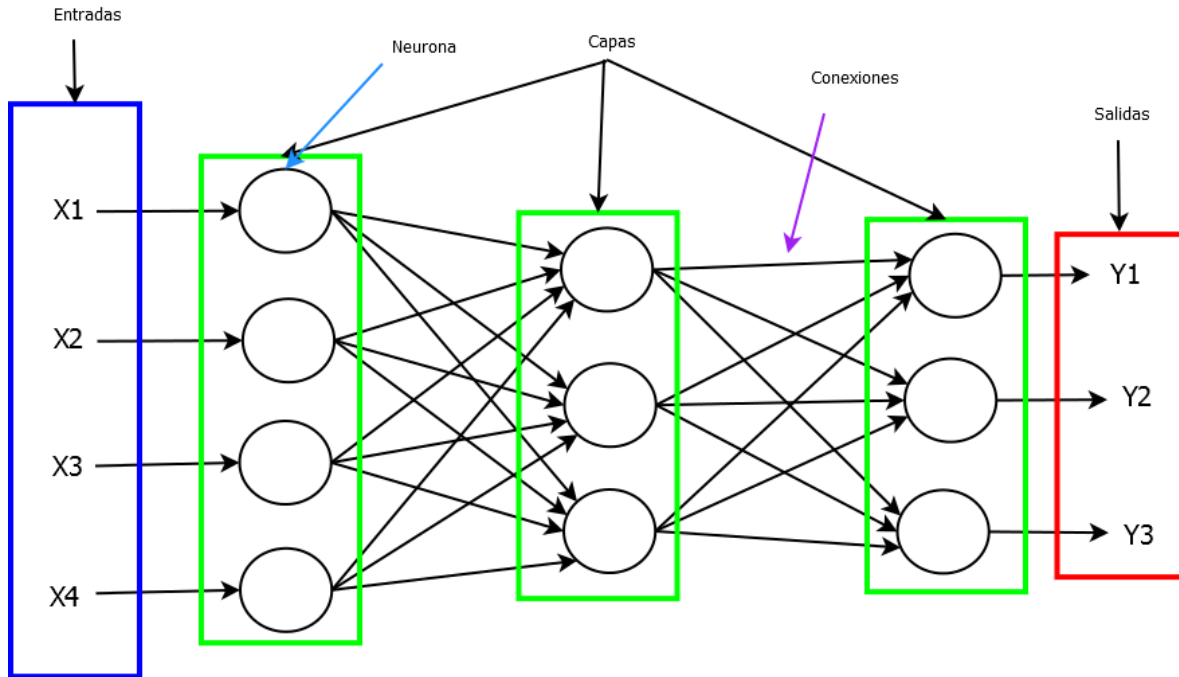 Entradas
Neurona
Capas
Conexiones
Salidas
X1
X2
X3
X4
Y1
Y2
Y3